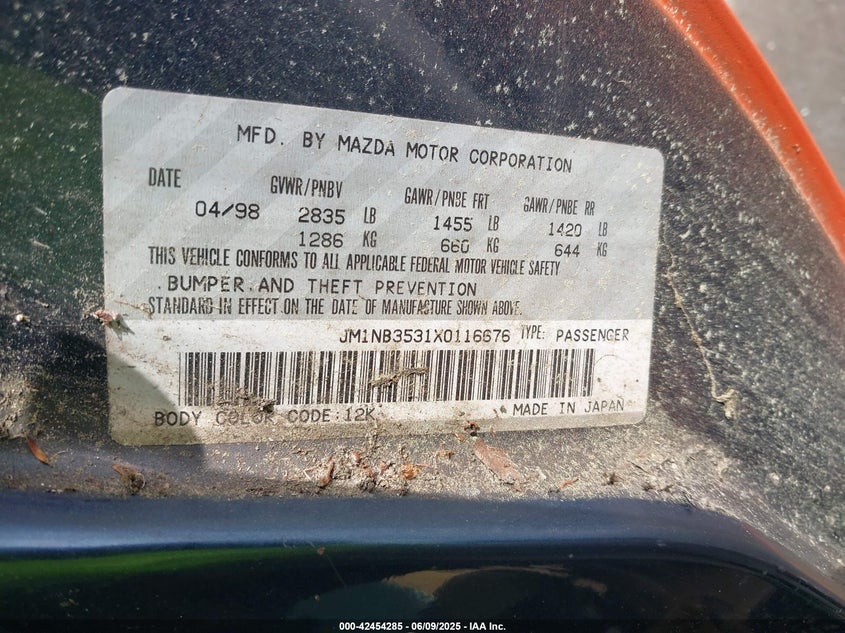 MFD. BY MAZDA MOTOR CORPORATION
DATE GVWR/PNBV GAWR/PNBE FRT GAWR/PNBE RR
04/98 2835 LB 1455 LB 1420 LB
1286 KG 660 KG 644 KG
THIS VEHICLE CONFORMS TO ALL APPLICABLE FEDERAL MOTOR VEHICLE SAFETY
BUMPER AND THEFT PREVENTION
STANDARD IN EFFECT ON THE DATE OF MANUFACTURE SHOWN ABOVE.
JM1NB3531X0116676 TYPE: PASSENGER
BODY COLOR CODE:12K MADE IN JAPAN
000-42454285 - 06/09/2025 - IAA Inc.